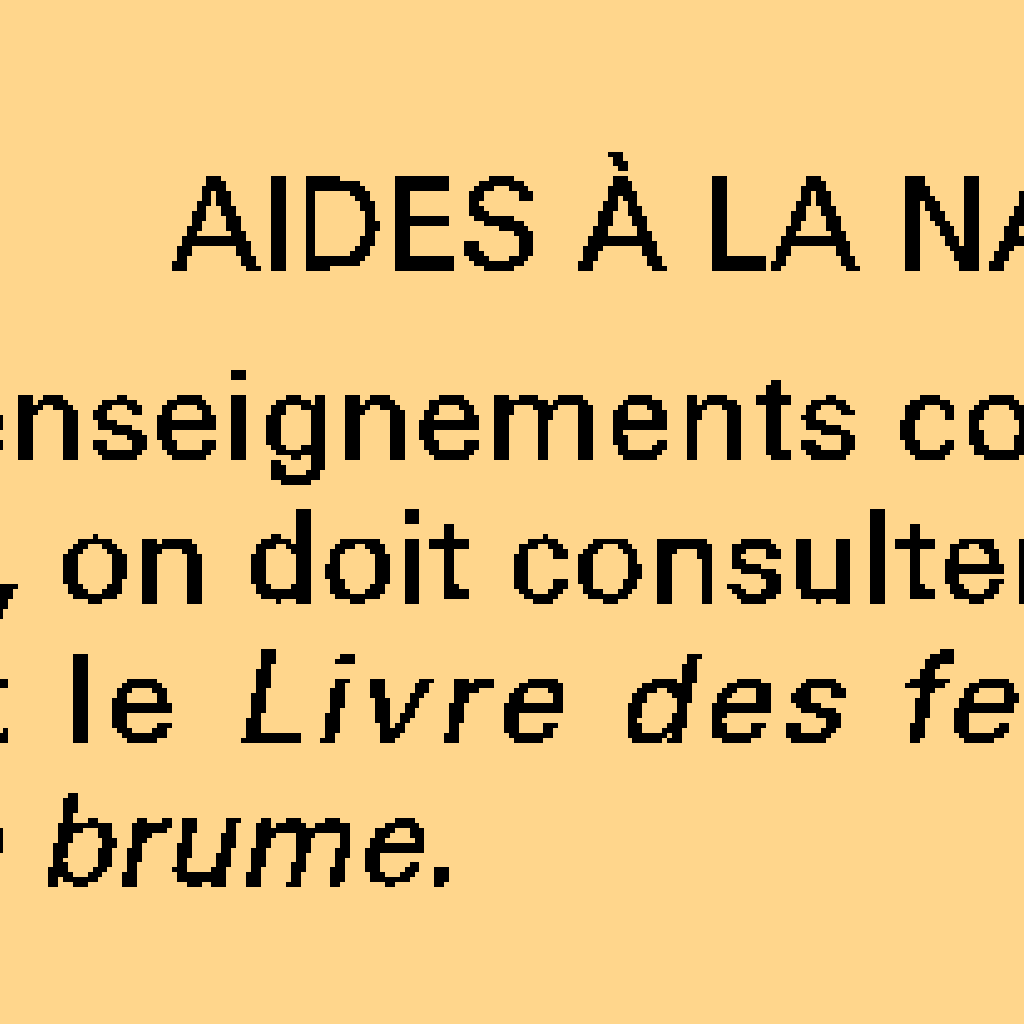 AIDES À LA NA
enseignements co
, on doit consulter
t le Livre des fe
brume.